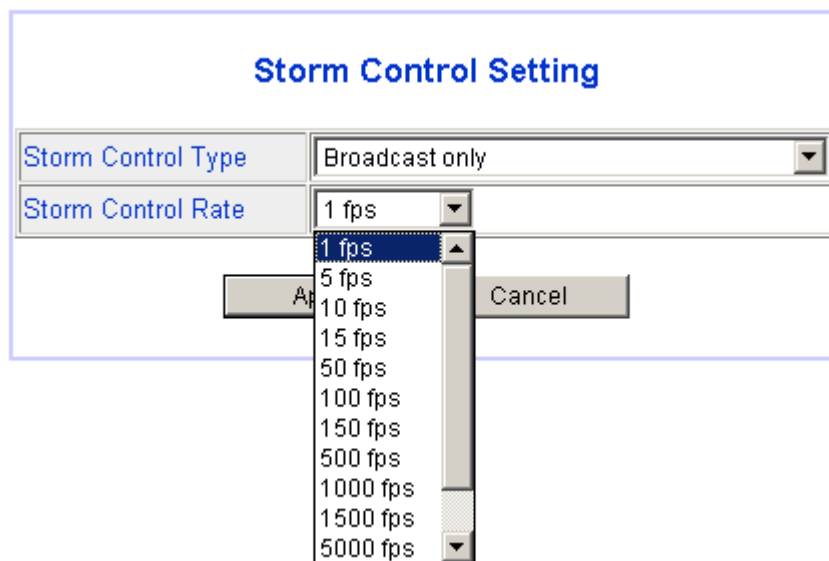 Storm Control Setting
Storm Control Type Broadcast only
Storm Control Rate 1 fps
1 fps
5 fps
10 fps
15 fps
50 fps
100 fps
150 fps
500 fps
1000 fps
1500 fps
5000 fps
Cancel